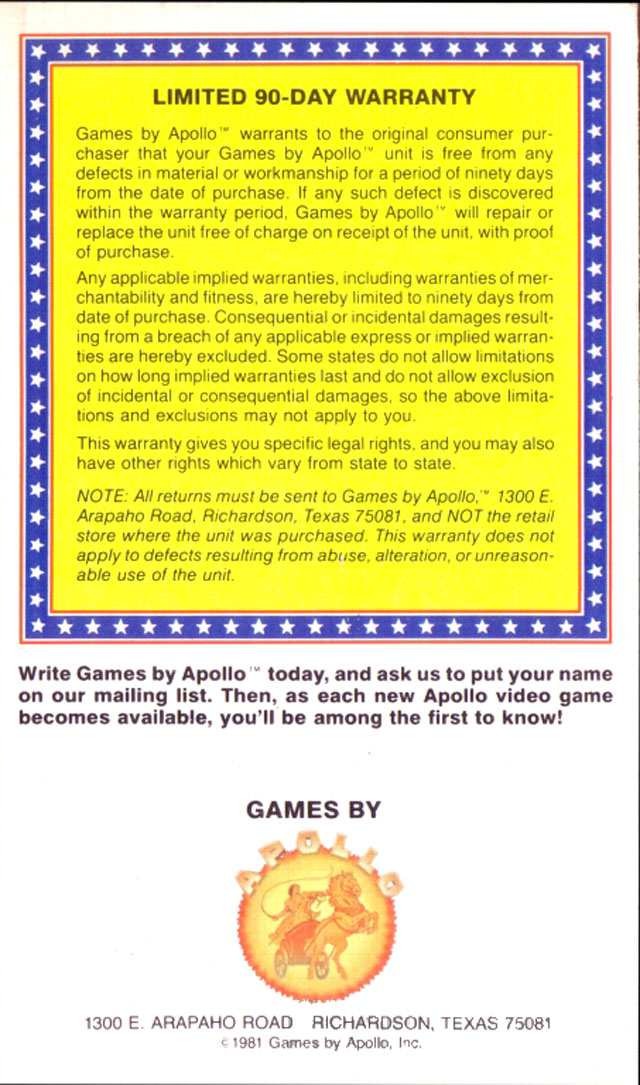 LIMITED 90-DAY WARRANTY
Games by Apollo™ warrants to the original consumer pur-
chaser that your Games by Apollo™ unit is free from any
defects in material or workmanship for a period of ninety days
from the date of purchase. If any such defect is discovered
within the warranty period, Games by Apollo™ will repair or
replace the unit free of charge on receipt of the unit, with proof
of purchase.
Any applicable implied warranties, including warranties of mer-
chantability and fitness, are hereby limited to ninety days from
date of purchase. Consequential or incidental damages result-
ing from a breach of any applicable express or implied warran-
ties are hereby excluded. Some states do not allow limitations
on how long implied warranties last and do not allow exclusion
of incidental or consequential damages, so the above limita-
tions and exclusions may not apply to you.
This warranty gives you specific legal rights, and you may also
have other rights which vary from state to state.
NOTE: All returns must be sent to Games by Apollo,™ 1300 E.
Arapaho Road, Richardson, Texas 75081, and NOT the retail
store where the unit was purchased. This warranty does not
apply to defects resulting from abuse, alteration, or unreason-
able use of the unit.
Write Games by Apollo™ today, and ask us to put your name
on our mailing list. Then, as each new Apollo video game
becomes available, you'll be among the first to know!
GAMES BY
APOLLO
1300 E. ARAPAHO ROAD RICHARDSON, TEXAS 75081
© 1981 Games by Apollo, Inc.